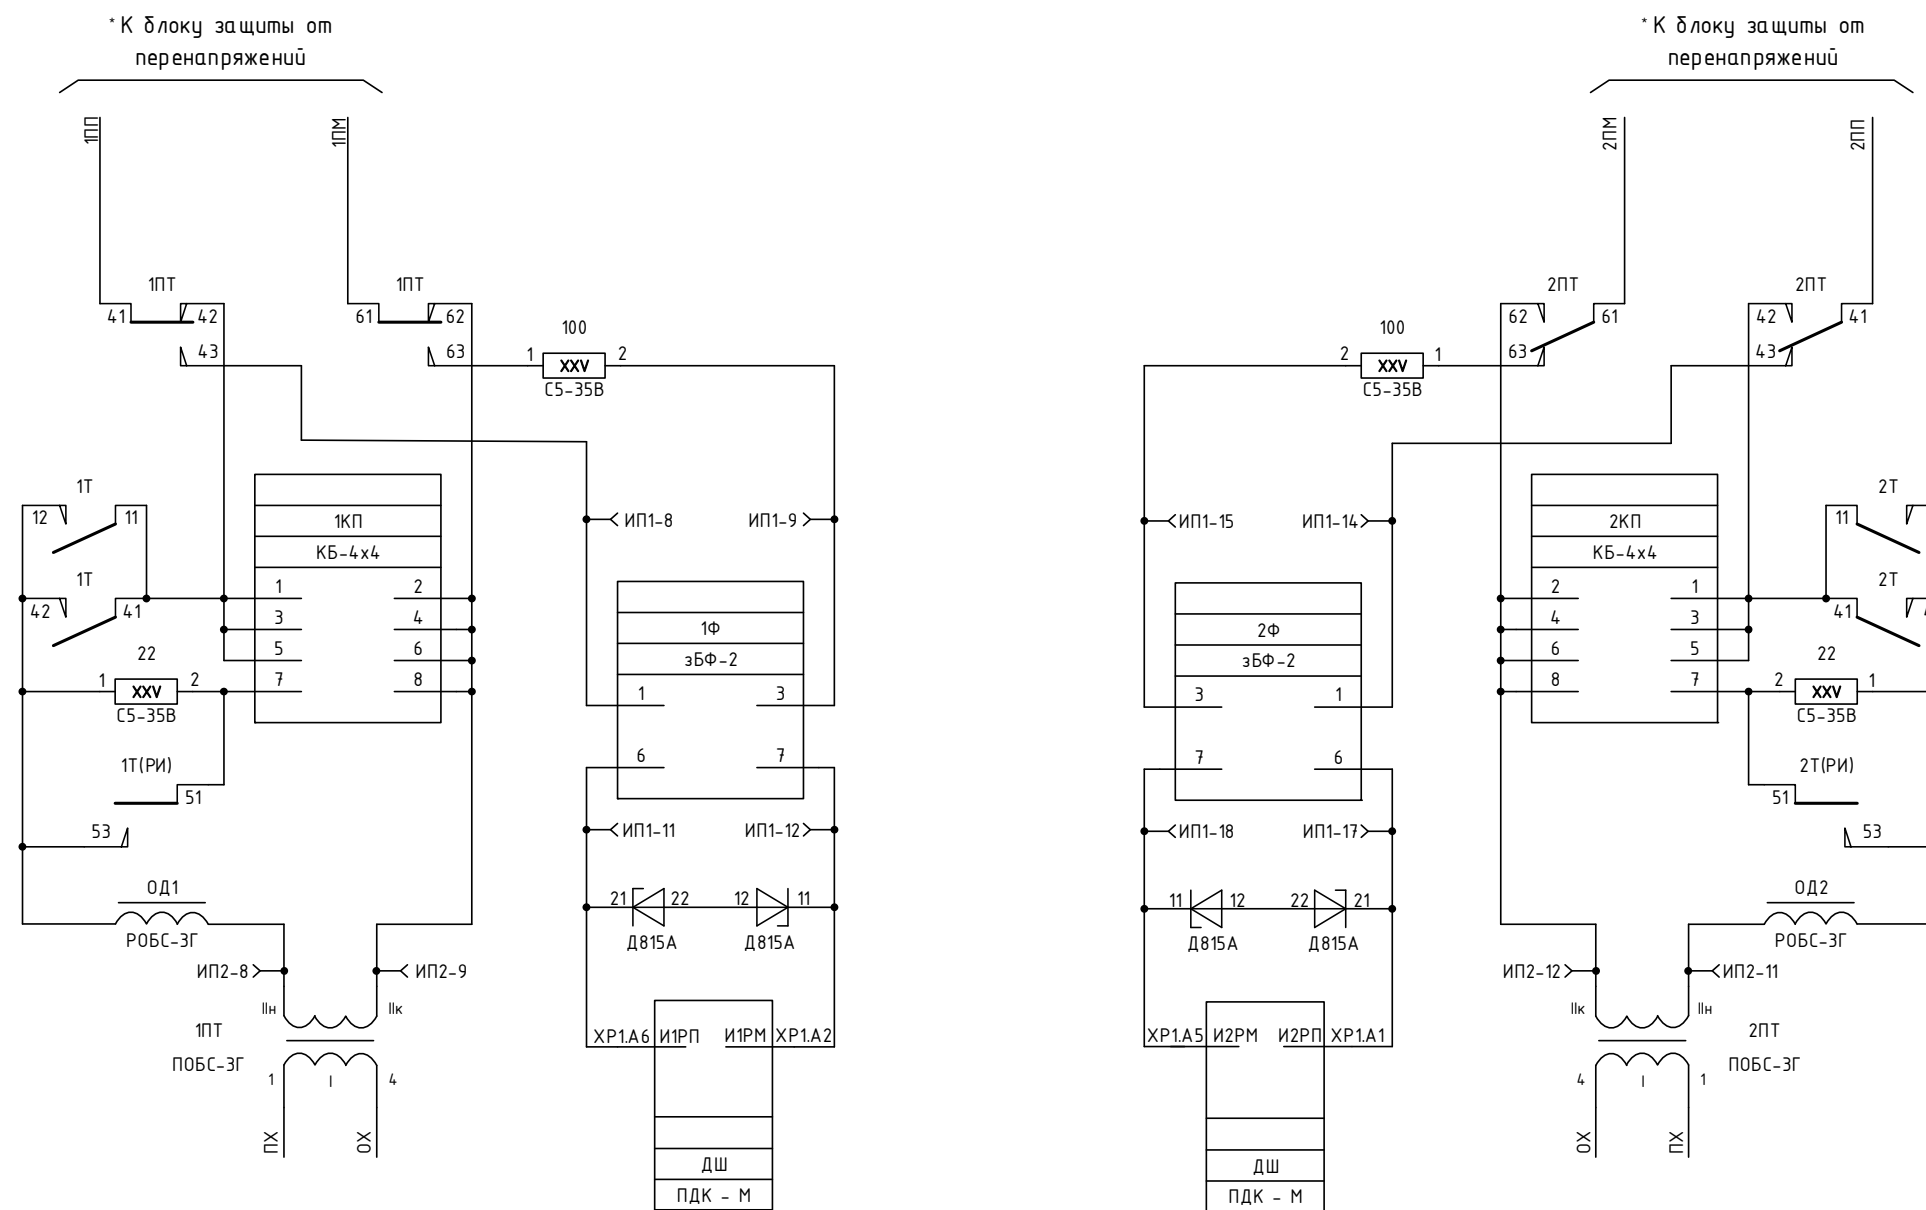 *К блоку защиты от
перенапряжений
*К блоку защиты от
перенапряжений
1ПП
1ПМ
2ПМ
2ПП
1ПТ
1ПТ
2ПТ
2ПТ
41 42
61 62
62 61
42 41
43
63
63
43
100
1 2
XXV
С5-35В
100
2 1
XXV
С5-35В
1Т
12 11
1Т
42 41
22
1 2
XXV
С5-35В
1Т(РИ)
51
53
1КП
КБ-4х4
1 2
3 4
5 6
7 8
ИП1-8 ИП1-9
1Ф
зБФ-2
1 3
6 7
ИП1-11 ИП1-12
21 22 12 11
Д815А Д815А
ХР1.А6 И1РП И1РМ ХР1.А2
ДШ
ПДК - М
ОД1
РОБС-3Г
ИП2-8 ИП2-9
IIн IIк
1ПТ
ПОБС-3Г
1 I 4
ПХ ОХ
ИП1-15 ИП1-14
2Ф
зБФ-2
3 1
7 6
ИП1-18 ИП1-17
11 12 22 21
Д815А Д815А
ХР1.А5 И2РМ И2РП ХР1.А1
ДШ
ПДК - М
2КП
КБ-4х4
2 1
4 3
6 5
8 7
2Т
11
2Т
41
22
2 1
XXV
С5-35В
2Т(РИ)
51
53
ОД2
РОБС-3Г
ИП2-12 ИП2-11
IIк IIн
2ПТ
ПОБС-3Г
4 I 1
ОХ ПХ